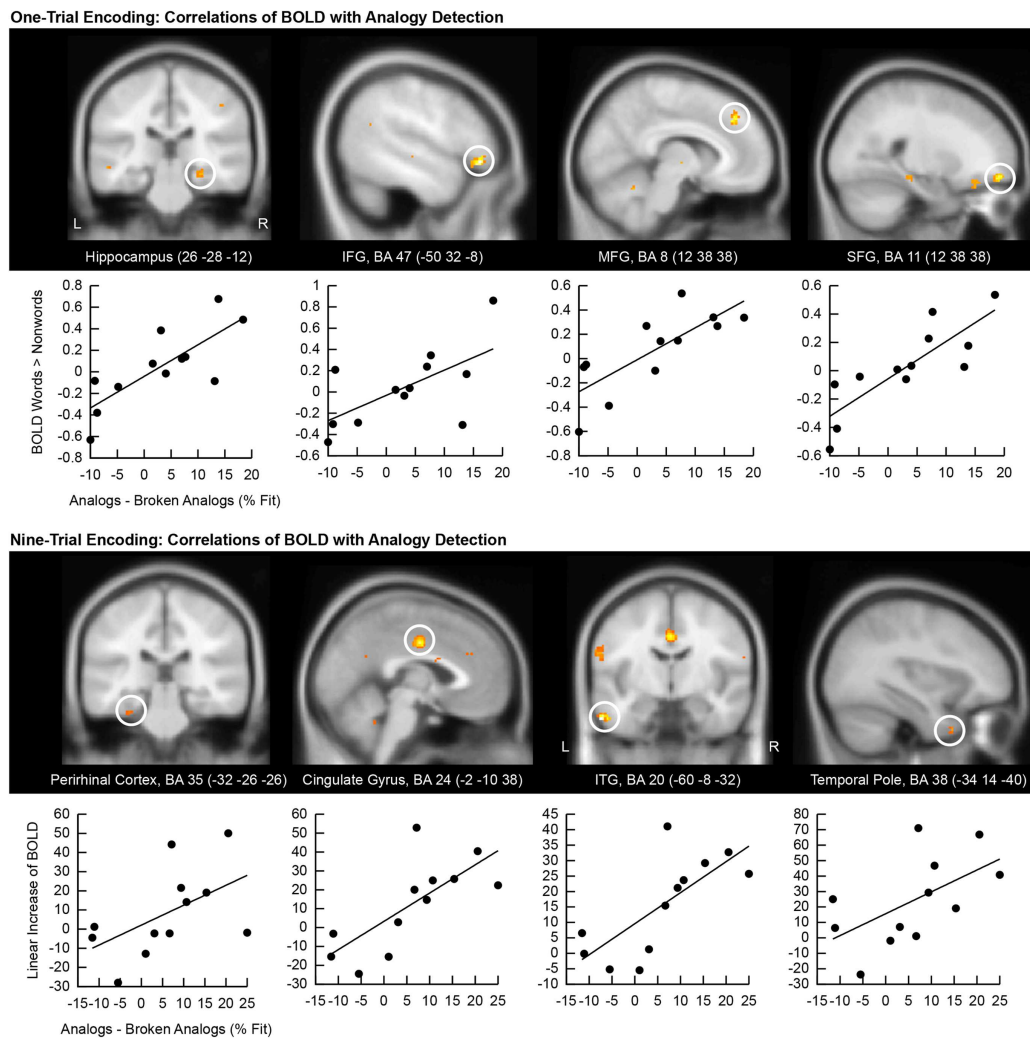 One-Trial Encoding: Correlations of BOLD with Analogy Detection
L R
Hippocampus (26 -28 -12) IFG, BA 47 (-50 32 -8) MFG, BA 8 (12 38 38) SFG, BA 11 (12 38 38)
BOLD Words > Nonwords
0.8 0.6 0.4 0.2 0 -0.2 -0.4 -0.6 -0.8
-10 -5 0 5 10 15 20
1 0.8 0.6 0.4 0.2 0 -0.2 -0.4 -0.6
-10 -5 0 5 10 15 20
0.6 0.4 0.2 0 -0.2 -0.4 -0.6 -0.8
-10 -5 0 5 10 15 20
0.6 0.4 0.2 0 -0.2 -0.4 -0.6
-10 -5 0 5 10 15 20
Analogs - Broken Analogs (% Fit)
Nine-Trial Encoding: Correlations of BOLD with Analogy Detection
L R
Perirhinal Cortex, BA 35 (-32 -26 -26) Cingulate Gyrus, BA 24 (-2 -10 38) ITG, BA 20 (-60 -8 -32) Temporal Pole, BA 38 (-34 14 -40)
Linear Increase of BOLD
60 50 40 30 20 10 0 -10 -20 -30
-15 -10 -5 0 5 10 15 20 25
60 50 40 30 20 10 0 -10 -20 -30
-15 -10 -5 0 5 10 15 20 25
45 40 35 30 25 20 15 10 5 0 -5 -10
-15 -10 -5 0 5 10 15 20 25
80 70 60 50 40 30 20 10 0 -10 -20 -30
-15 -10 -5 0 5 10 15 20 25
Analogs - Broken Analogs (% Fit)